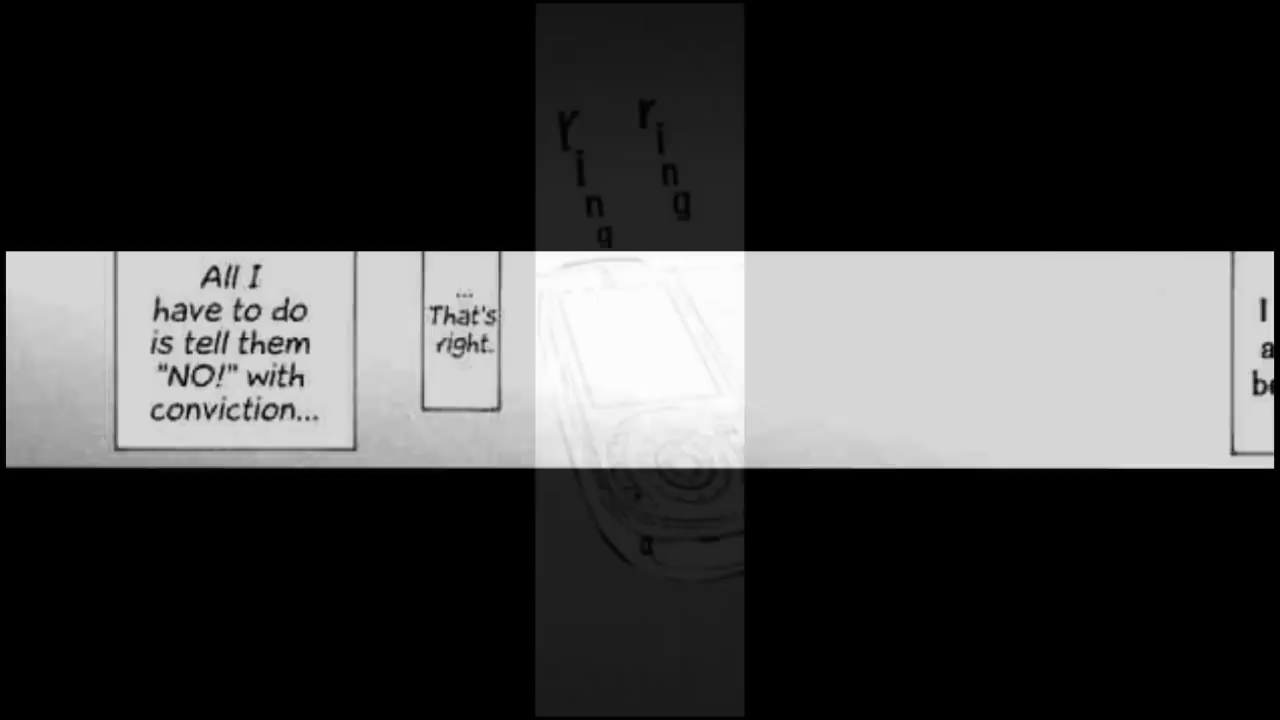 ring
ring
All I
have to do
is tell them
"NO!" with
conviction...
...
That's
right.
I